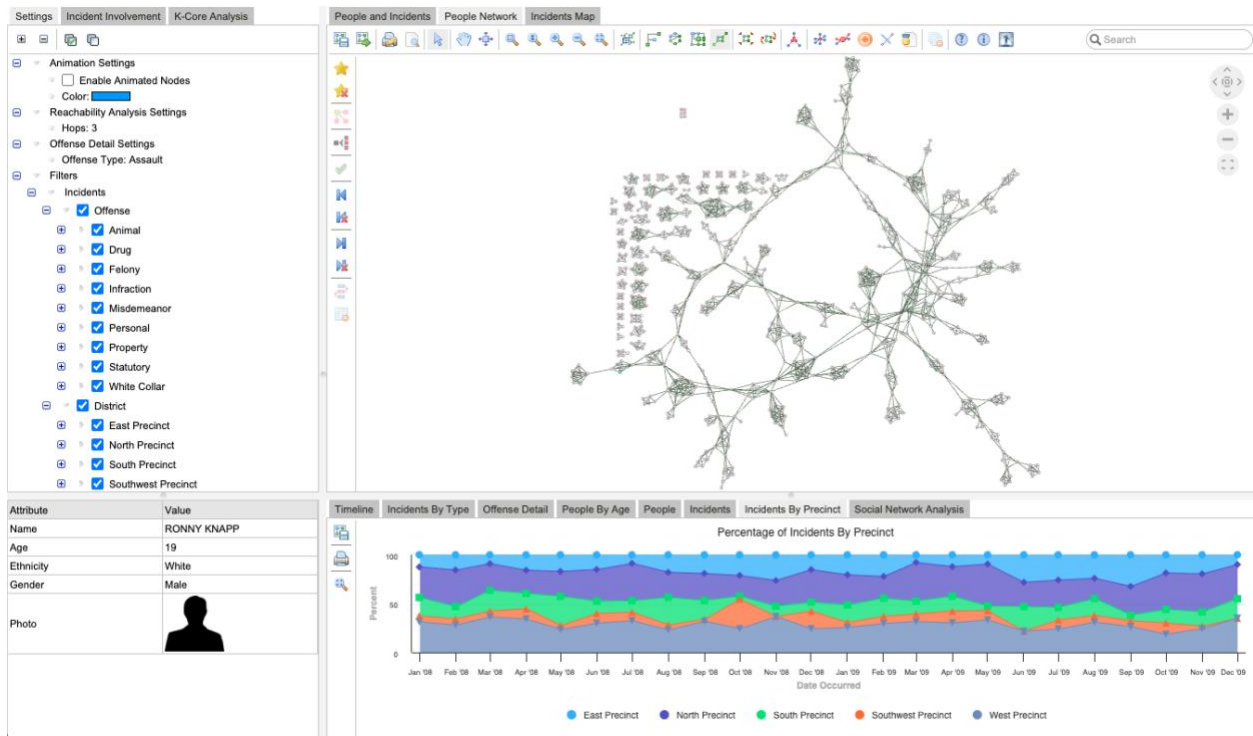 Settings
Incident Involvement
K-Core Analysis
Animation Settings
Enable Animated Nodes
Color:
Reachability Analysis Settings
Hops: 3
Offense Detail Settings
Offense Type: Assault
Filters
Incidents
Offense
Animal
Drug
Felony
Infraction
Misdemeanor
Personal
Property
Statutory
White Collar
District
East Precinct
North Precinct
South Precinct
Southwest Precinct
Attribute Value
Name RONNY KNAPP
Age 19
Ethnicity White
Gender Male
Photo
People and Incidents
People Network
Incidents Map
Search
Timeline
Incidents By Type
Offense Detail
People By Age
People
Incidents
Incidents By Precinct
Social Network Analysis
Percentage of Incidents By Precinct
100
50
0
Percent
Jan '08 Feb '08 Mar '08 Apr '08 May '08 Jun '08 Jul '08 Aug '08 Sep '08 Oct '08 Nov '08 Dec '08 Jan '09 Feb '09 Mar '09 Apr '09 May '09 Jun '09 Jul '09 Aug '09 Sep '09 Oct '09 Nov '09 Dec '09
Date Occurred
East Precinct North Precinct South Precinct Southwest Precinct West Precinct